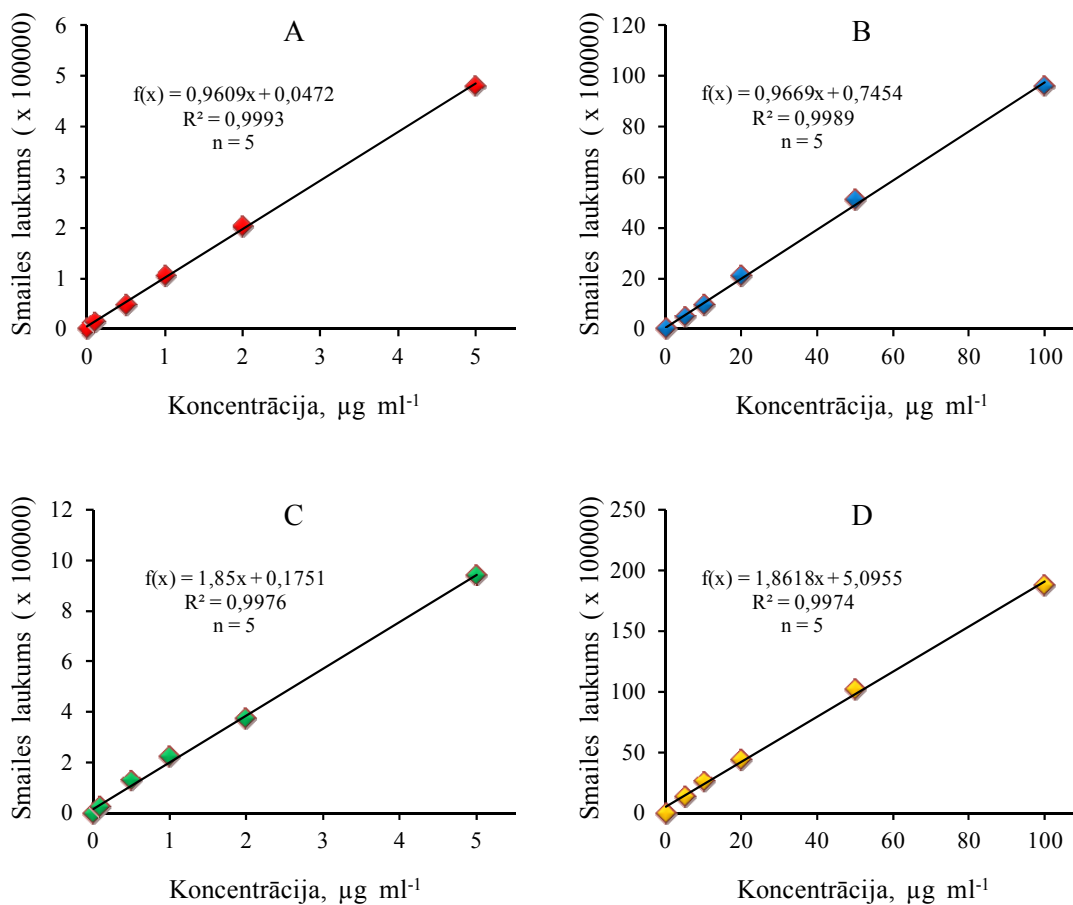 A
f(x) = 0,9609x + 0,0472
R² = 0,9993
n = 5
6
5
4
3
2
1
0
0 1 2 3 4 5
Smailes laukums ( x 100000)
Koncentrācija, µg ml⁻¹
B
f(x) = 0,9669x + 0,7454
R² = 0,9989
n = 5
120
100
80
60
40
20
0
0 20 40 60 80 100
Smailes laukums ( x 100000)
Koncentrācija, µg ml⁻¹
C
f(x) = 1,85x + 0,1751
R² = 0,9976
n = 5
12
10
8
6
4
2
0
0 1 2 3 4 5
Smailes laukums ( x 100000)
Koncentrācija, µg ml⁻¹
D
f(x) = 1,8618x + 5,0955
R² = 0,9974
n = 5
250
200
150
100
50
0
0 20 40 60 80 100
Smailes laukums ( x 100000)
Koncentrācija, µg ml⁻¹